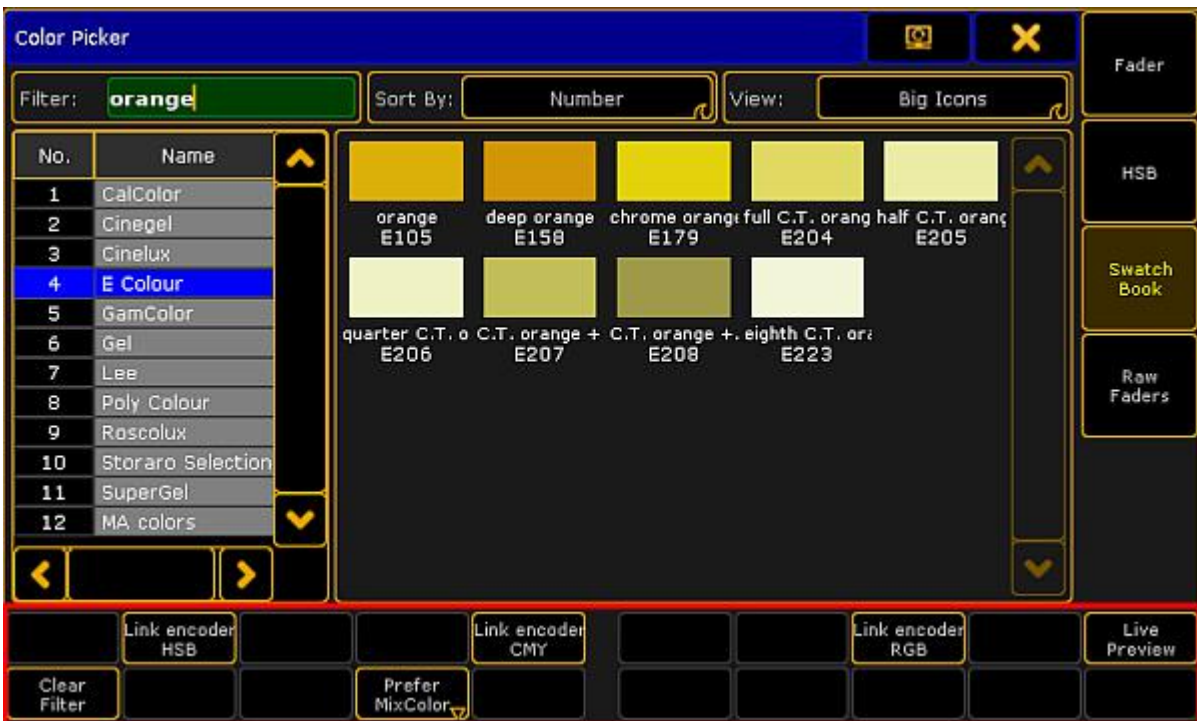 Color Picker
Fader
Filter: orange Sort By: Number View: Big Icons
No. Name
1 CalColor
2 Cinegel
3 Cinelux
4 E Colour
5 GamColor
6 Gel
7 Lee
8 Poly Colour
9 Roscolux
10 Storaro Selection
11 SuperGel
12 MA colors
orange deep orange chrome orang full C.T. orang half C.T. orang
E105 E158 E179 E204 E205
quarter C.T. o C.T. orange + C.T. orange +. eighth C.T. ora
E206 E207 E208 E223
HSB
Swatch
Book
Raw
Faders
Link encoder Link encoder Link encoder Live
HSB CMY RGB Preview
Clear Prefer
Filter MixColor